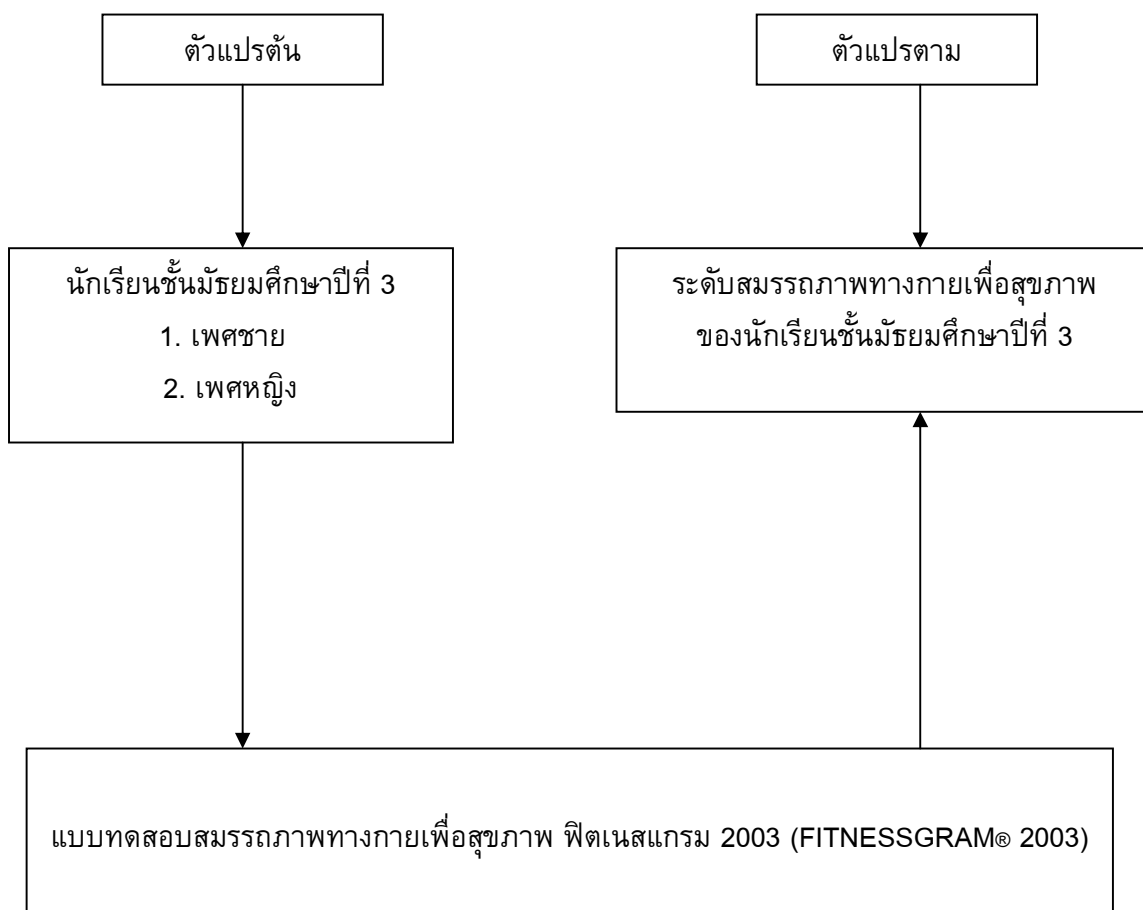 ตัวแปรต้น
ตัวแปรตาม
นักเรียนชั้นมัธยมศึกษาปีที่ 3
1. เพศชาย
2. เพศหญิง
ระดับสมรรถภาพทางกายเพื่อสุขภาพ
ของนักเรียนชั้นมัธยมศึกษาปีที่ 3
แบบทดสอบสมรรถภาพทางกายเพื่อสุขภาพ ฟิตเนสแกรม 2003 (FITNESSGRAM® 2003)